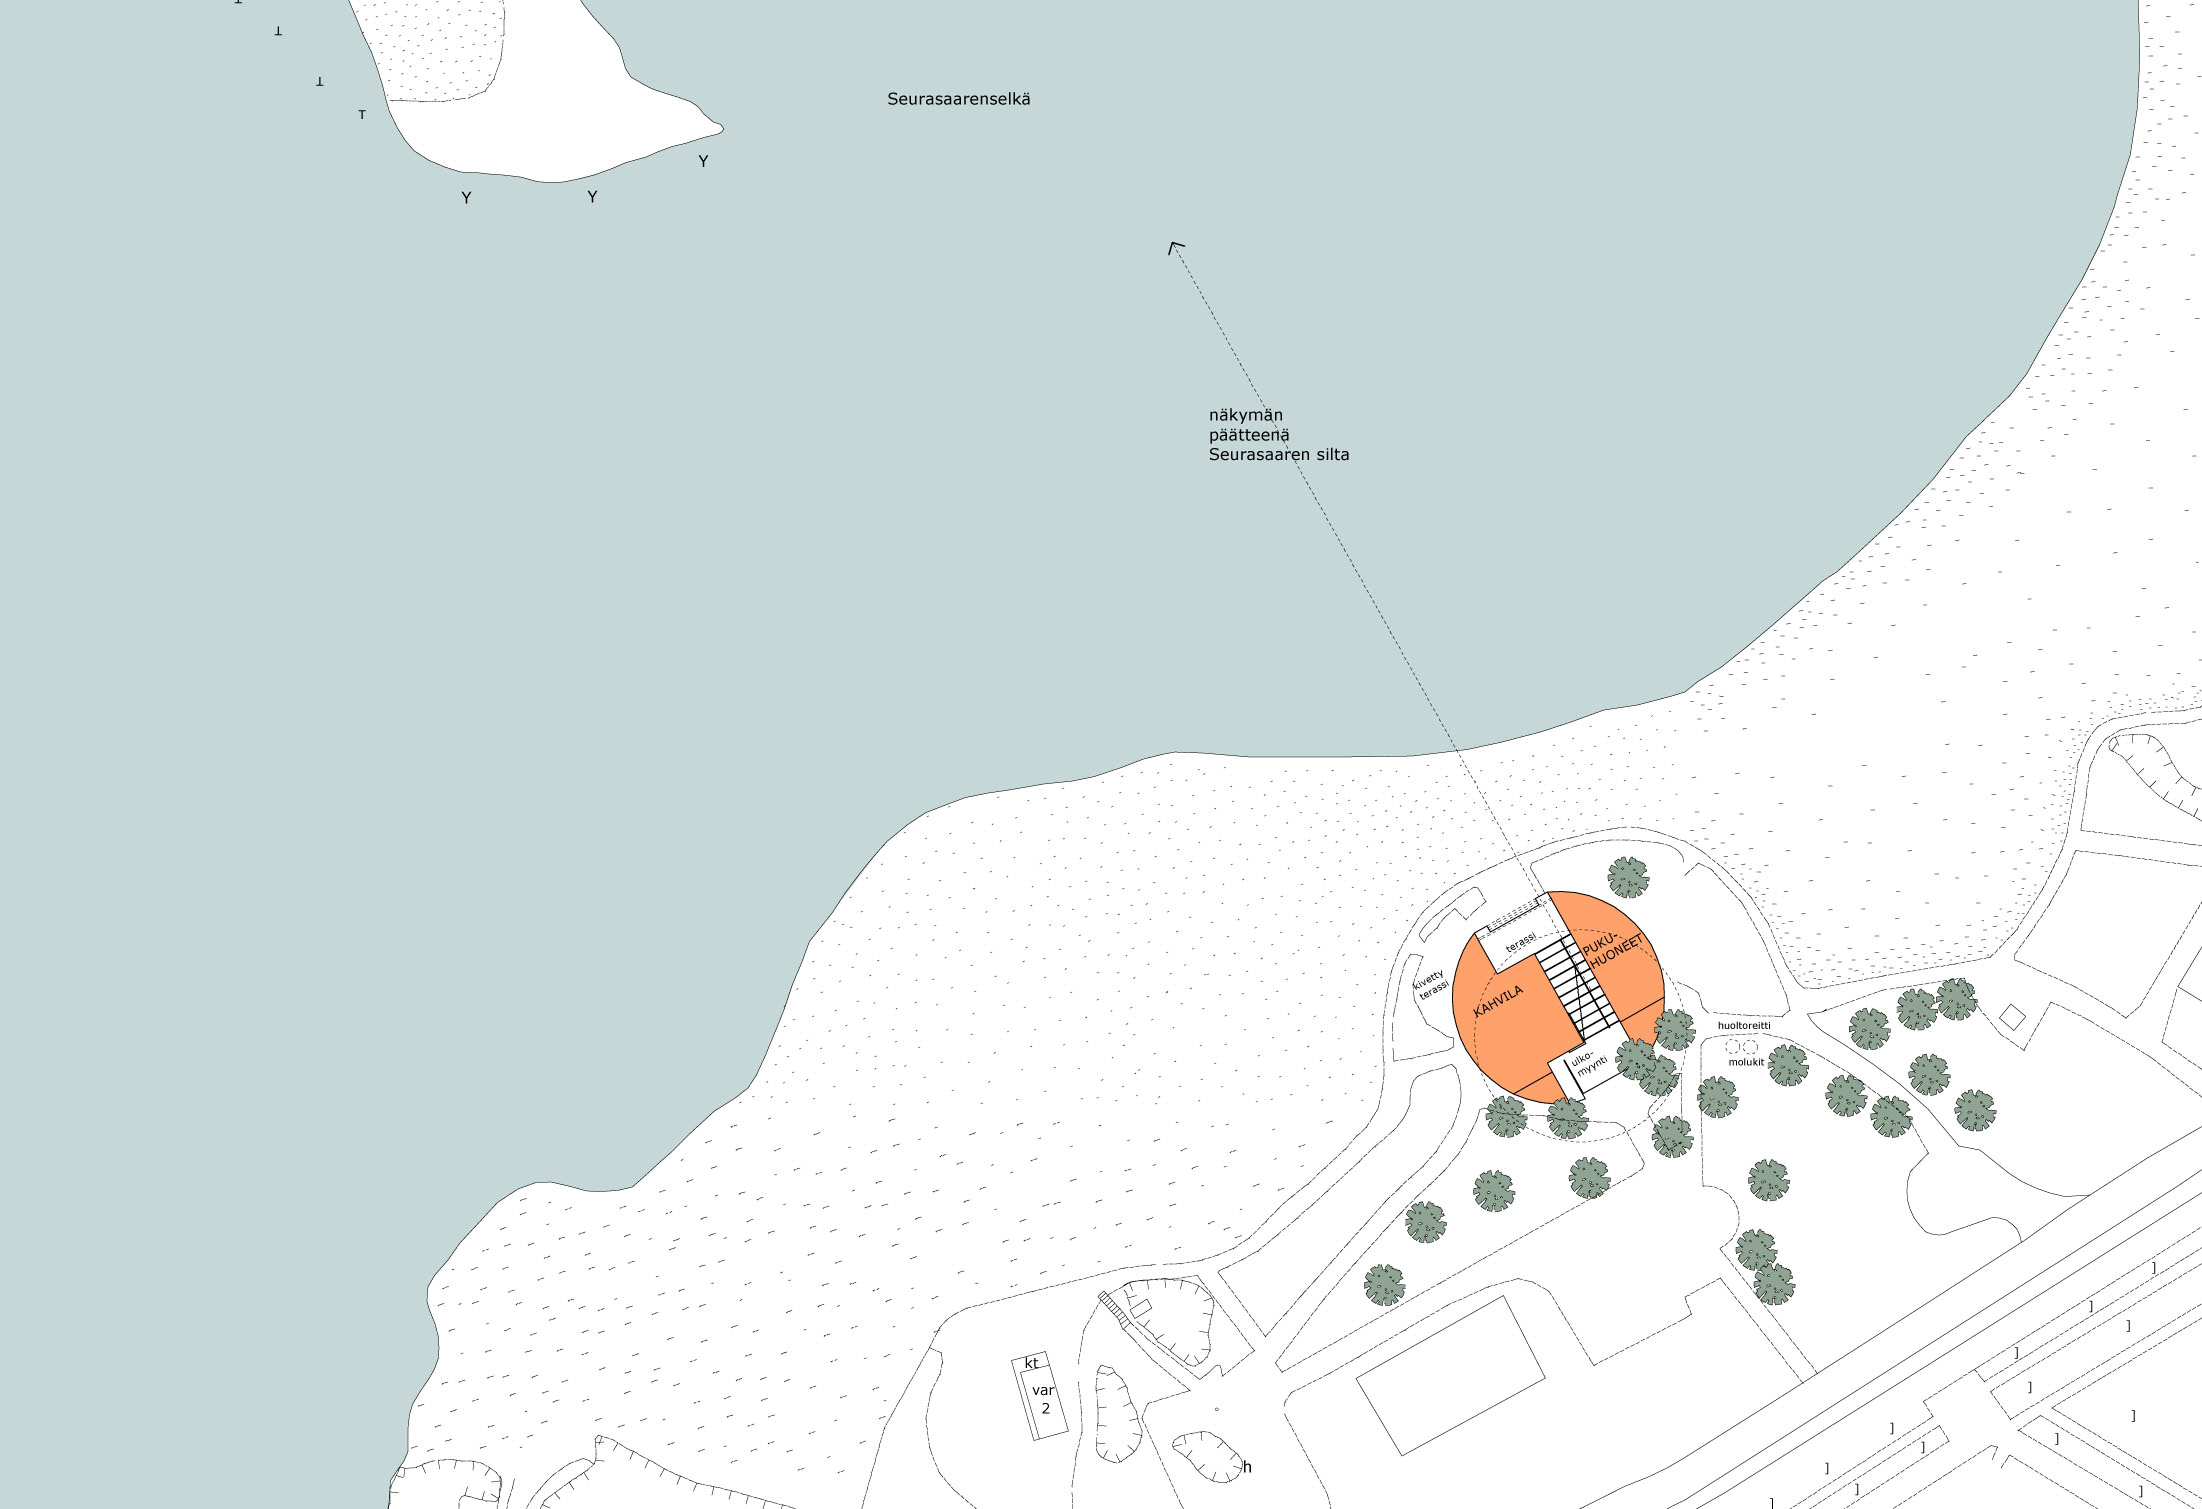 Seurasaarenselkä
Y
Y
Y
näkymän
päätteenä
Seurasaaren silta
terassi
PUKU-
HUONEET
kivetty
terassi
KAHVILA
huoltoreitti
molukit
ulko-
myynti
kt
var
2
h